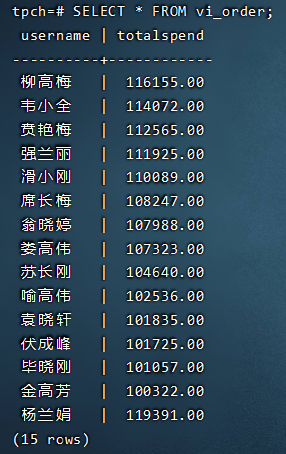 tpch=# SELECT * FROM vi_order;
username | totalspend
----------+------------
柳高梅 | 116155.00
韦小全 | 114072.00
贲艳梅 | 112565.00
强兰丽 | 111925.00
滑小刚 | 110089.00
席长梅 | 108247.00
翁晓婷 | 107988.00
娄高伟 | 107323.00
苏长刚 | 104640.00
喻高伟 | 102536.00
袁晓轩 | 101835.00
伏成峰 | 101725.00
毕晓刚 | 101057.00
金高芳 | 100322.00
杨兰娟 | 119391.00
(15 rows)